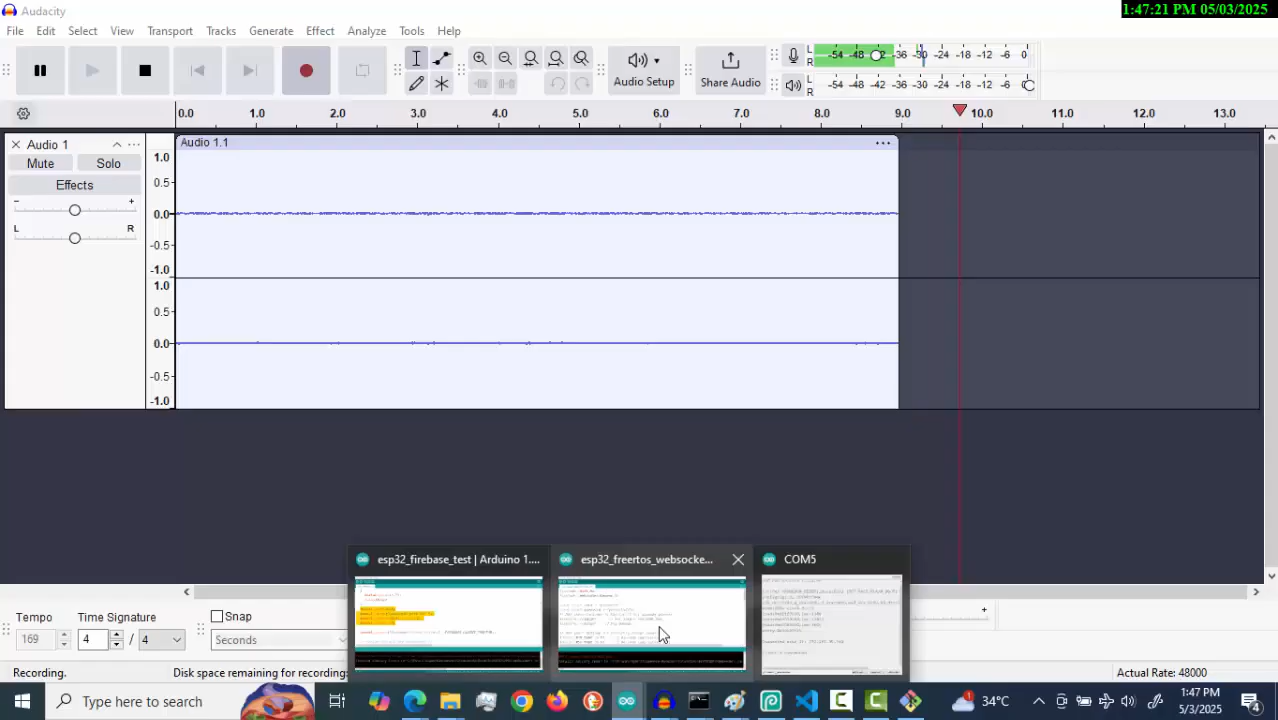 Audacity
1:47:21 PM 05/03/2025
File Edit Select View Transport Tracks Generate Effect Analyze Tools Help
Audio Setup
Share Audio
L R -54 -48 -42 -36 -30 -24 -18 -12 -6 0
L R -54 -48 -42 -36 -30 -24 -18 -12 -6 0
0.0 1.0 2.0 3.0 4.0 5.0 6.0 7.0 8.0 9.0 10.0 11.0 12.0 13.0
Audio 1
Audio 1.1
Mute Solo
Effects
- +
L R
1.0
0.5
0.0
-0.5
-1.0
1.0
0.5
0.0
-0.5
-1.0
esp32_firebase_test | Arduino 1....
esp32_freertos_websocke...
COM5
Tempo
Time Signature
Snap
169
/ 4
Seconds
Recording
Disk space remaining for recording
Actual Rate: 48000
Type here to search
34°C
1:47 PM
5/3/2025
4